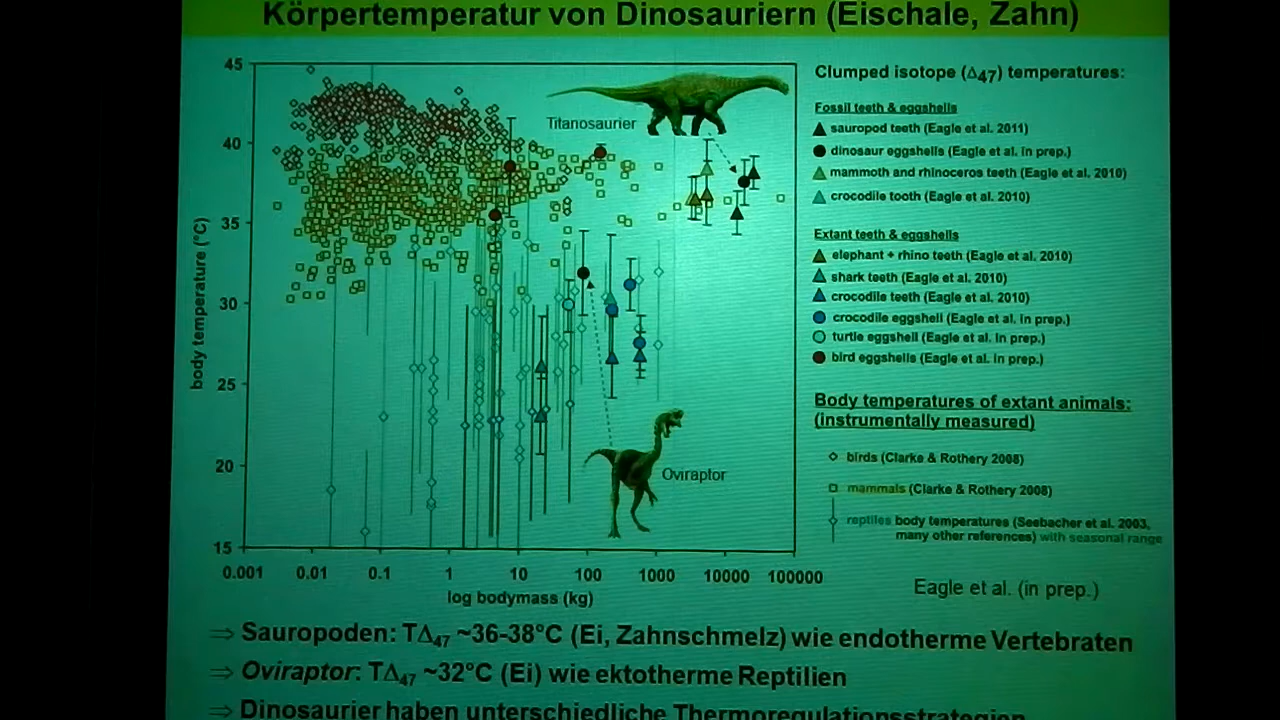 Körpertemperatur von Dinosauriern (Eischale, Zahn)
45
40
35
30
25
20
15
body temperature (°C)
Titanosaurier
Oviraptor
0.001 0.01 0.1 1 10 100 1000 10000 100000
log bodymass (kg)
Clumped isotope (Δ47) temperatures:
Fossil teeth & eggshells
sauropod teeth (Eagle et al. 2011)
dinosaur eggshells (Eagle et al. in prep.)
mammoth and rhinoceros teeth (Eagle et al. 2010)
crocodile tooth (Eagle et al. 2010)
Extant teeth & eggshells
elephant + rhino teeth (Eagle et al. 2010)
shark teeth (Eagle et al. 2010)
crocodile teeth (Eagle et al. 2010)
crocodile eggshell (Eagle et al. in prep.)
turtle eggshell (Eagle et al. in prep.)
bird eggshells (Eagle et al. in prep.)
Body temperatures of extant animals:
(instrumentally measured)
birds (Clarke & Rothery 2008)
mammals (Clarke & Rothery 2008)
reptiles body temperatures (Seebacher et al. 2003,
many other references) with seasonal range
Eagle et al. (in prep.)
⇒ Sauropoden: TΔ47 ~36-38°C (Ei, Zahnschmelz) wie endotherme Vertebraten
⇒ Oviraptor: TΔ47 ~32°C (Ei) wie ektotherme Reptilien
⇒ Dinosaurier haben unterschiedliche Thermoregulationsstrategien